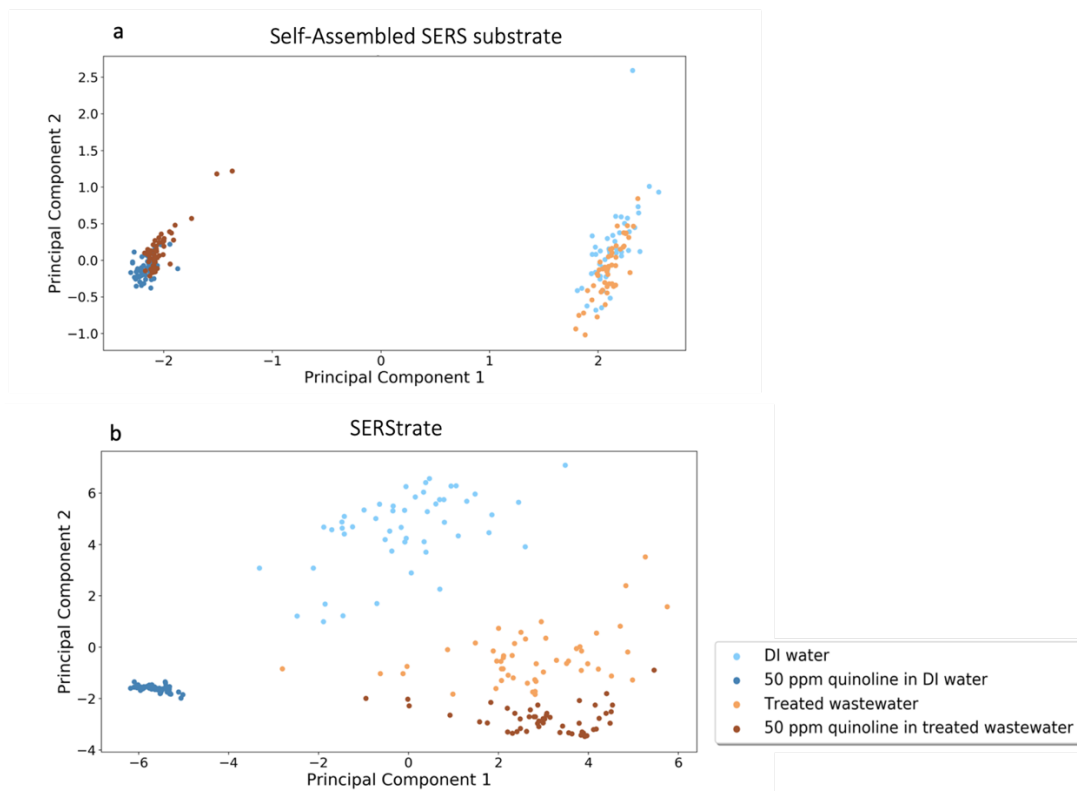 a
Self-Assembled SERS substrate
2.5
2.0
1.5
1.0
0.5
0.0
−0.5
−1.0
Principal Component 2
−2
−1
0
1
2
Principal Component 1
b
SERStrate
6
4
2
0
−2
−4
Principal Component 2
−6
−4
−2
0
2
4
6
Principal Component 1
DI water
50 ppm quinoline in DI water
Treated wastewater
50 ppm quinoline in treated wastewater